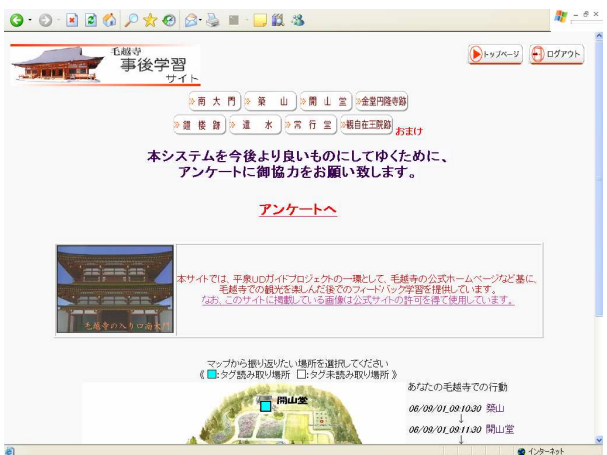 毛越寺
事後学習
サイト
トップページ
ログアウト
南 大 門
築 山
開 山 堂
金堂円隆寺跡
鐘 楼 跡
遣 水
常 行 堂
観自在王院跡
おまけ
本システムを今後より良いものにしてゆくために、
アンケートに御協力をお願い致します。
アンケートへ
毛越寺の入り口南大門
本サイトでは、平泉UDガイドプロジェクトの一環として、毛越寺の公式ホームページなど基に、
毛越寺での観光を楽しんだ後でのフィードバック学習を提供しています。
なお、このサイトに掲載している画像は公式サイトの許可を得て使用しています。
マップから振り返りたい場所を選択してください
《 ■:タグ読み取り場所 □:タグ未読み取り場所 》
開山堂
あなたの毛越寺での行動
06/09/01_09:10:30 築山
↓
06/09/01_09:11:30 開山堂
↓
インターネット